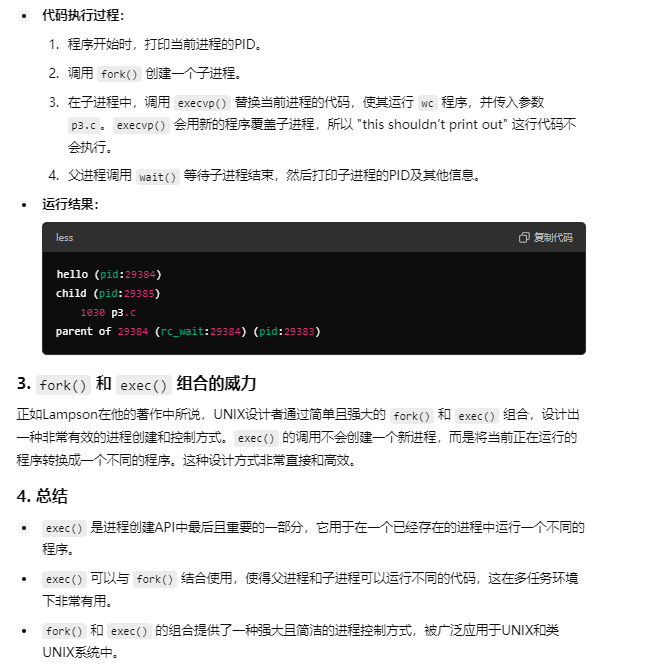 代码执行过程：
1. 程序开始时，打印当前进程的PID。
2. 调用 fork() 创建一个子进程。
3. 在子进程中，调用 execvp() 替换当前进程的代码，使其运行 wc 程序，并传入参数
p3.c。execvp() 会用新的程序覆盖子进程，所以 "this shouldn’t print out" 这行代码不
会执行。
4. 父进程调用 wait() 等待子进程结束，然后打印子进程的PID及其他信息。
运行结果：
less 复制代码
hello (pid:29384)
child (pid:29385)
1030 p3.c
parent of 29384 (rc_wait:29384) (pid:29383)
3. fork() 和 exec() 组合的威力
正如Lampson在他的著作中所说，UNIX设计者通过简单且强大的 fork() 和 exec() 组合，设计出
一种非常有效的进程创建和控制方式。exec() 的调用不会创建一个新进程，而是将当前正在运行的
程序转换成一个不同的程序。这种设计方式非常直接和高效。
4. 总结
exec() 是进程创建API中最后且重要的一部分，它用于在一个已经存在的进程中运行一个不同的
程序。
exec() 可以与 fork() 结合使用，使得父进程和子进程可以运行不同的代码，这在多任务环境
下非常有用。
fork() 和 exec() 的组合提供了一种强大且简洁的进程控制方式，被广泛应用于UNIX和类
UNIX系统中。